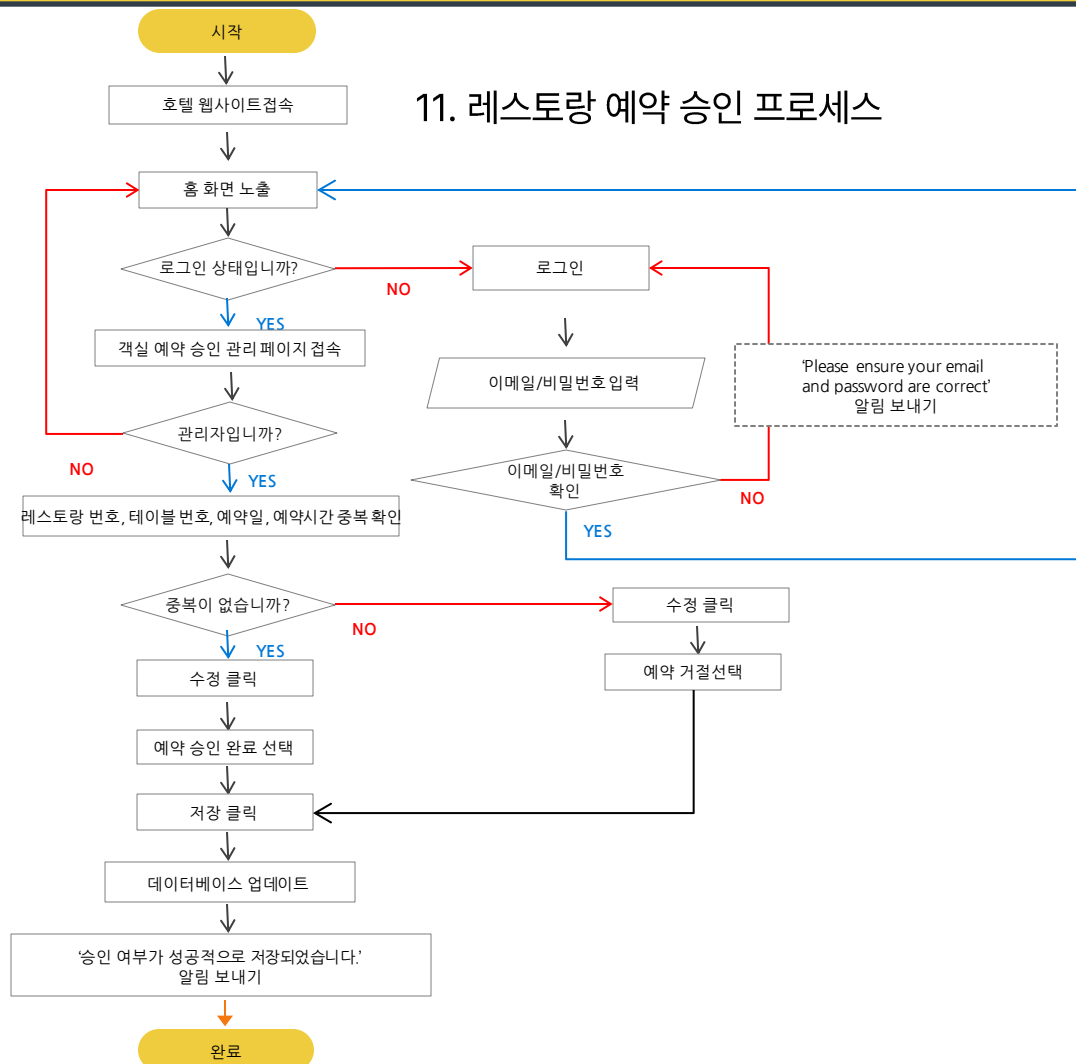 시작
호텔 웹사이트접속
11. 레스토랑 예약 승인 프로세스
홈 화면 노출
로그인 상태입니까?
NO
로그인
YES
객실 예약 승인 관리 페이지 접속
'Please ensure your email
and password are correct'
알림 보내기
이메일/비밀번호 입력
관리자입니까?
NO
YES
이메일/비밀번호
확인
NO
YES
레스토랑 번호, 테이블 번호, 예약일, 예약시간 중복 확인
중복이 없습니까?
NO
YES
수정 클릭
예약 거절선택
수정 클릭
예약 승인 완료 선택
저장 클릭
데이터베이스 업데이트
'승인 여부가 성공적으로 저장되었습니다.'
알림 보내기
완료